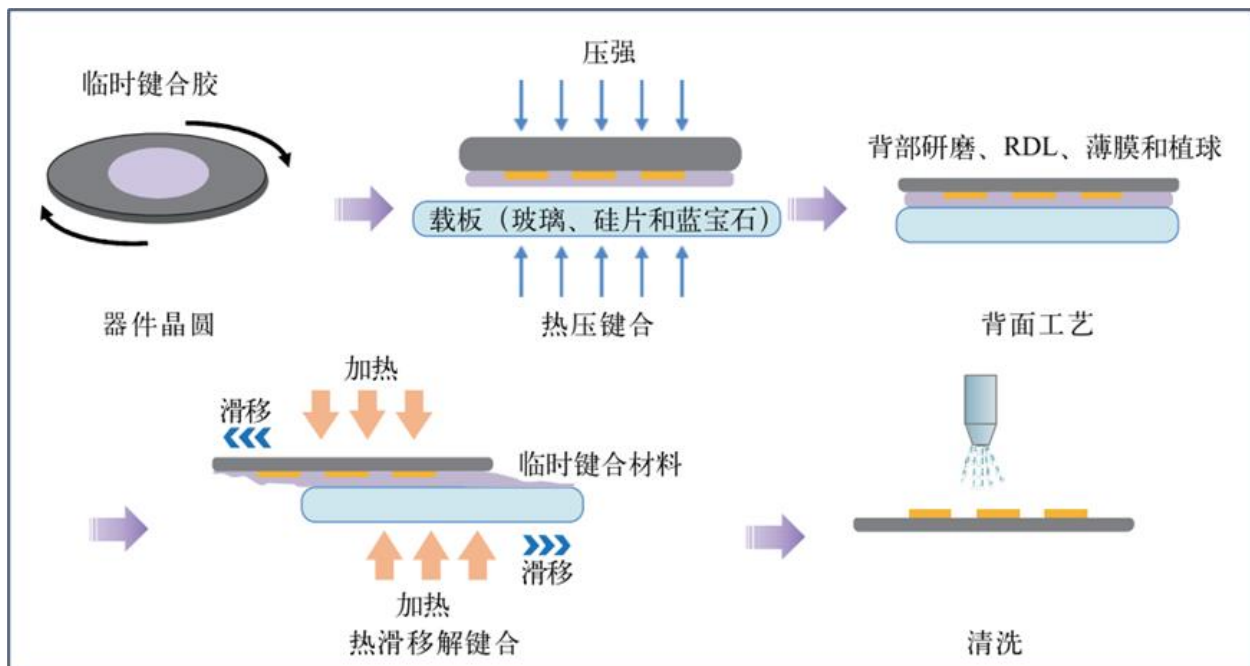 临时键合胶
器件晶圆
压强
载板（玻璃、硅片和蓝宝石）
热压键合
背部研磨、RDL、薄膜和植球
背面工艺
加热
滑移
临时键合材料
滑移
加热
热滑移解键合
清洗